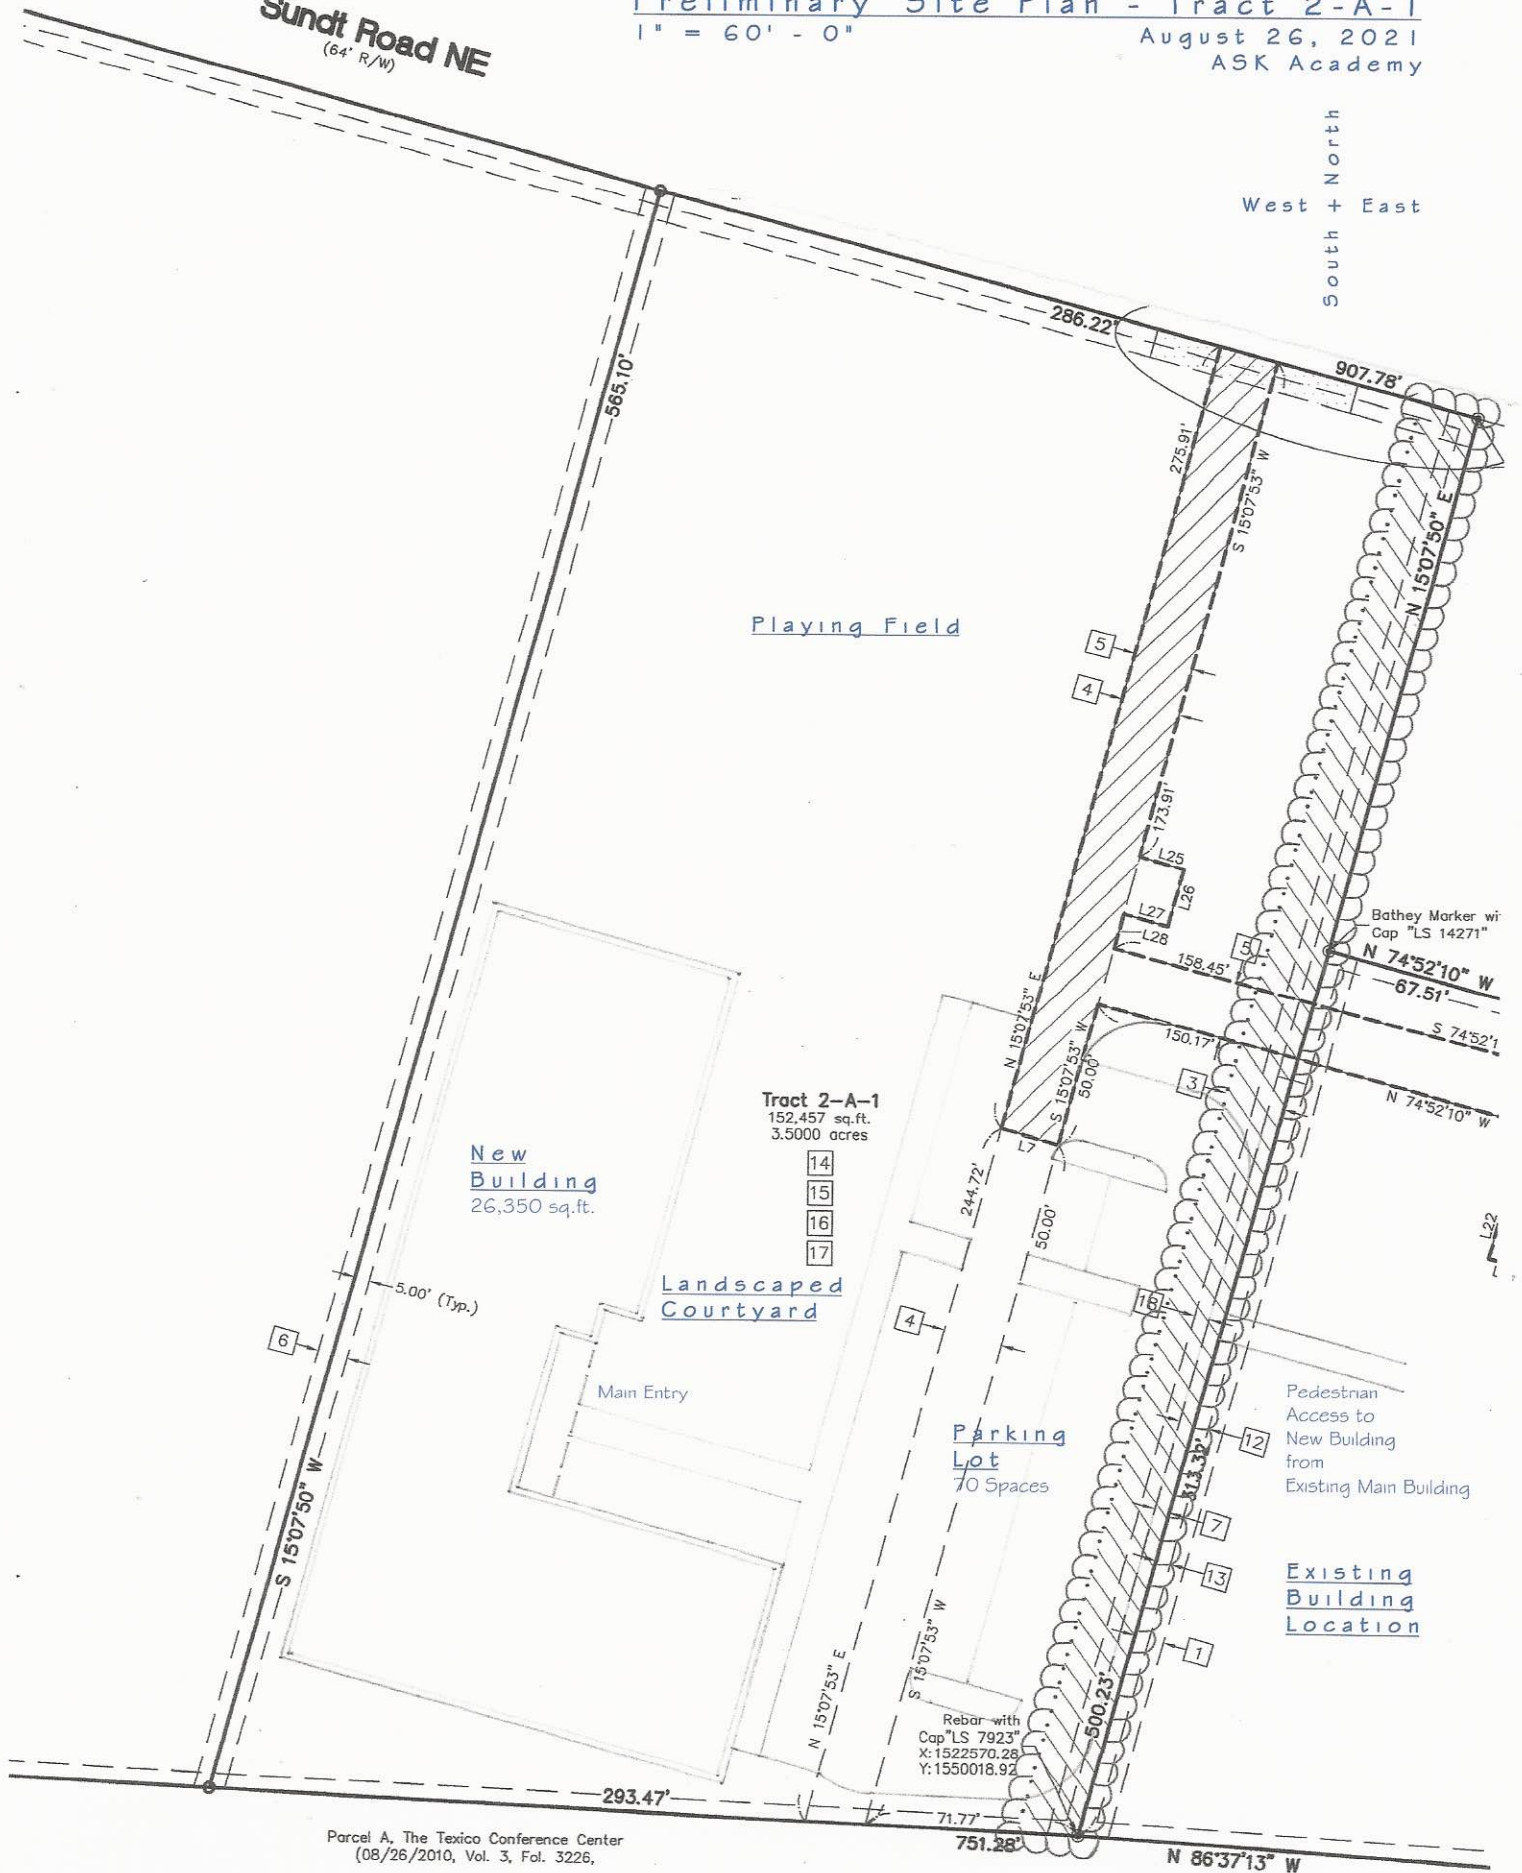 Preliminary Site Plan - Tract 2-A-1
1" = 60' - 0"
August 26, 2021
ASK Academy
Sundt Road NE
(64' R/W)
North
West + East
South
286.22'
907.78'
565.10'
275.91'
S 15°07'53" W
N 15°07'50" E
Playing Field
5
4
173.91'
L25
L26
L27
L28
Bathey Marker wi
Cap "LS 14271"
5
158.45'
N 74°52'10" W
67.51'
S 74°52'1
N 15°07'53" E
S 15°07'53" W
50.00'
150.17'
3
N 74°52'10" W
Tract 2-A-1
152,457 sq.ft.
3.5000 acres
14
15
16
17
L7
New
Building
26,350 sq.ft.
244.72'
50.00'
L22
L
5.00' (Typ.)
Landscaped
Courtyard
18
4
6
Main Entry
Pedestrian
Access to
New Building
from
Existing Main Building
Parking
Lot
70 Spaces
12
313.39'
7
13
S 15°07'50" W
Existing
Building
Location
1
N 15°07'53" E
S 15°07'53" W
500.23'
Rebar with
Cap"LS 7923"
X:1522570.28
Y:1550018.92
293.47'
71.77'
751.28'
N 86°37'13" W
Parcel A, The Texico Conference Center
(08/26/2010, Vol. 3, Fol. 3226,